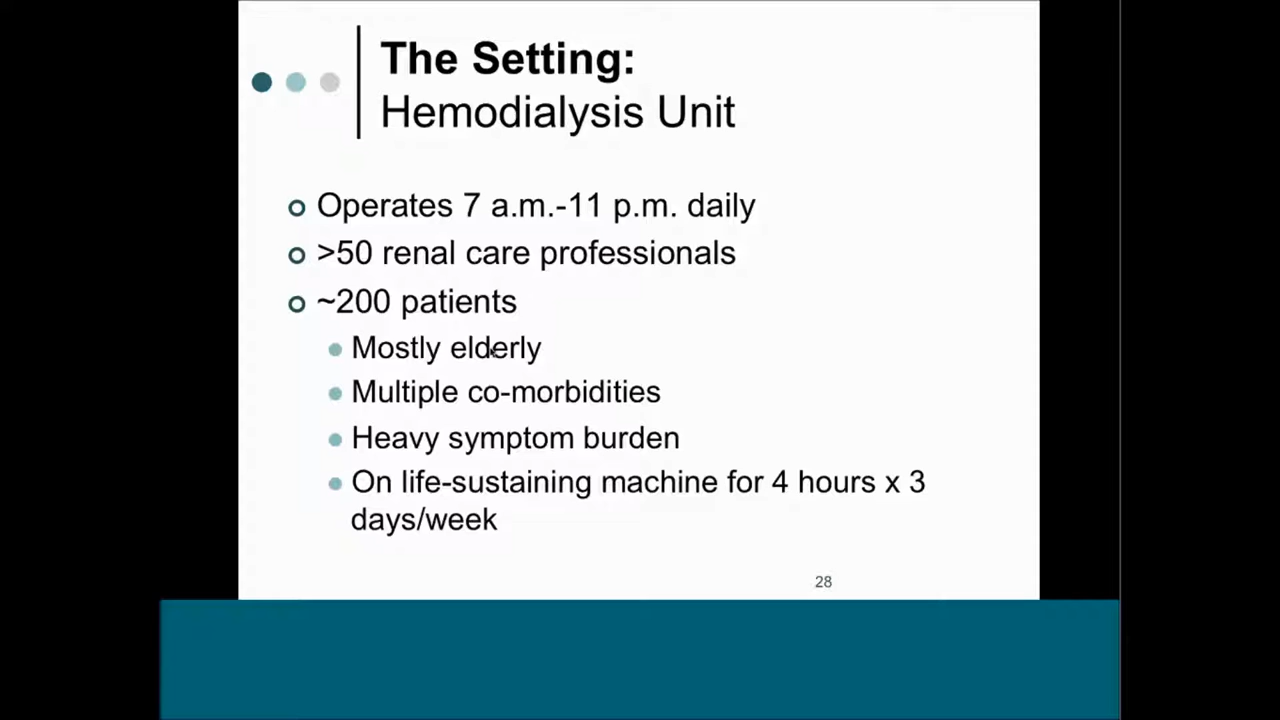 The Setting:
Hemodialysis Unit
Operates 7 a.m.-11 p.m. daily
>50 renal care professionals
~200 patients
Mostly elderly
Multiple co-morbidities
Heavy symptom burden
On life-sustaining machine for 4 hours x 3
days/week
28